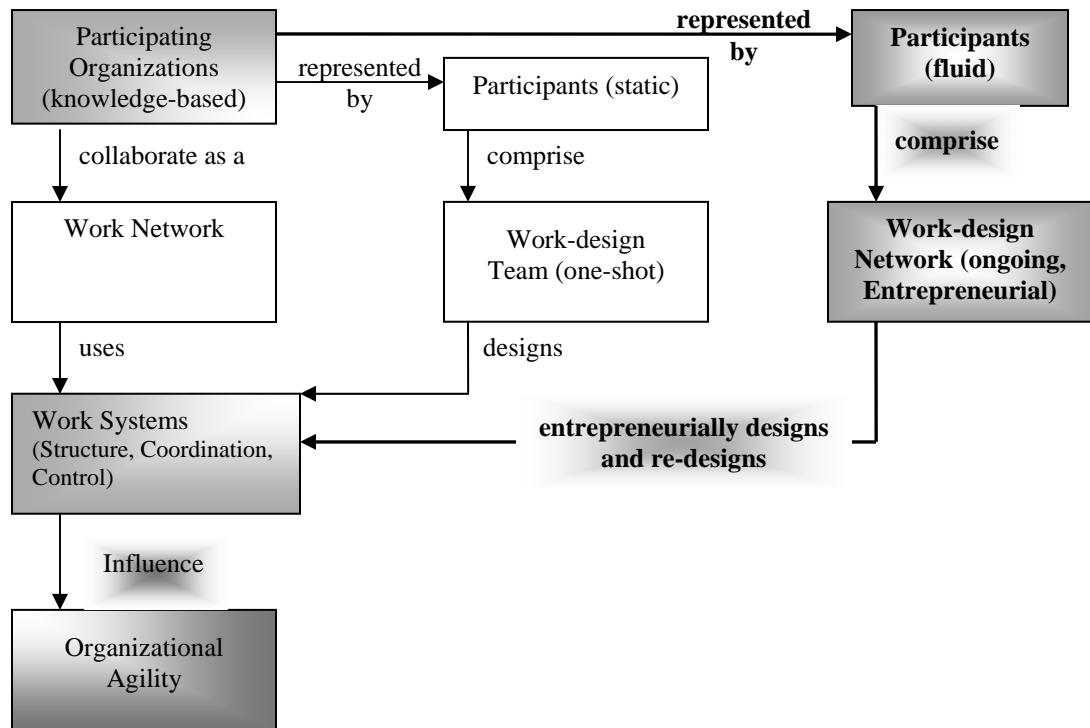 Participating
Organizations
(knowledge-based)
represented
by
Participants (static)
represented
by
Participants
(fluid)
collaborate as a
comprise
comprise
Work Network
Work-design
Team (one-shot)
Work-design
Network (ongoing,
Entrepreneurial)
uses
designs
Work Systems
(Structure, Coordination,
Control)
entrepreneurially designs
and re-designs
Influence
Organizational
Agility